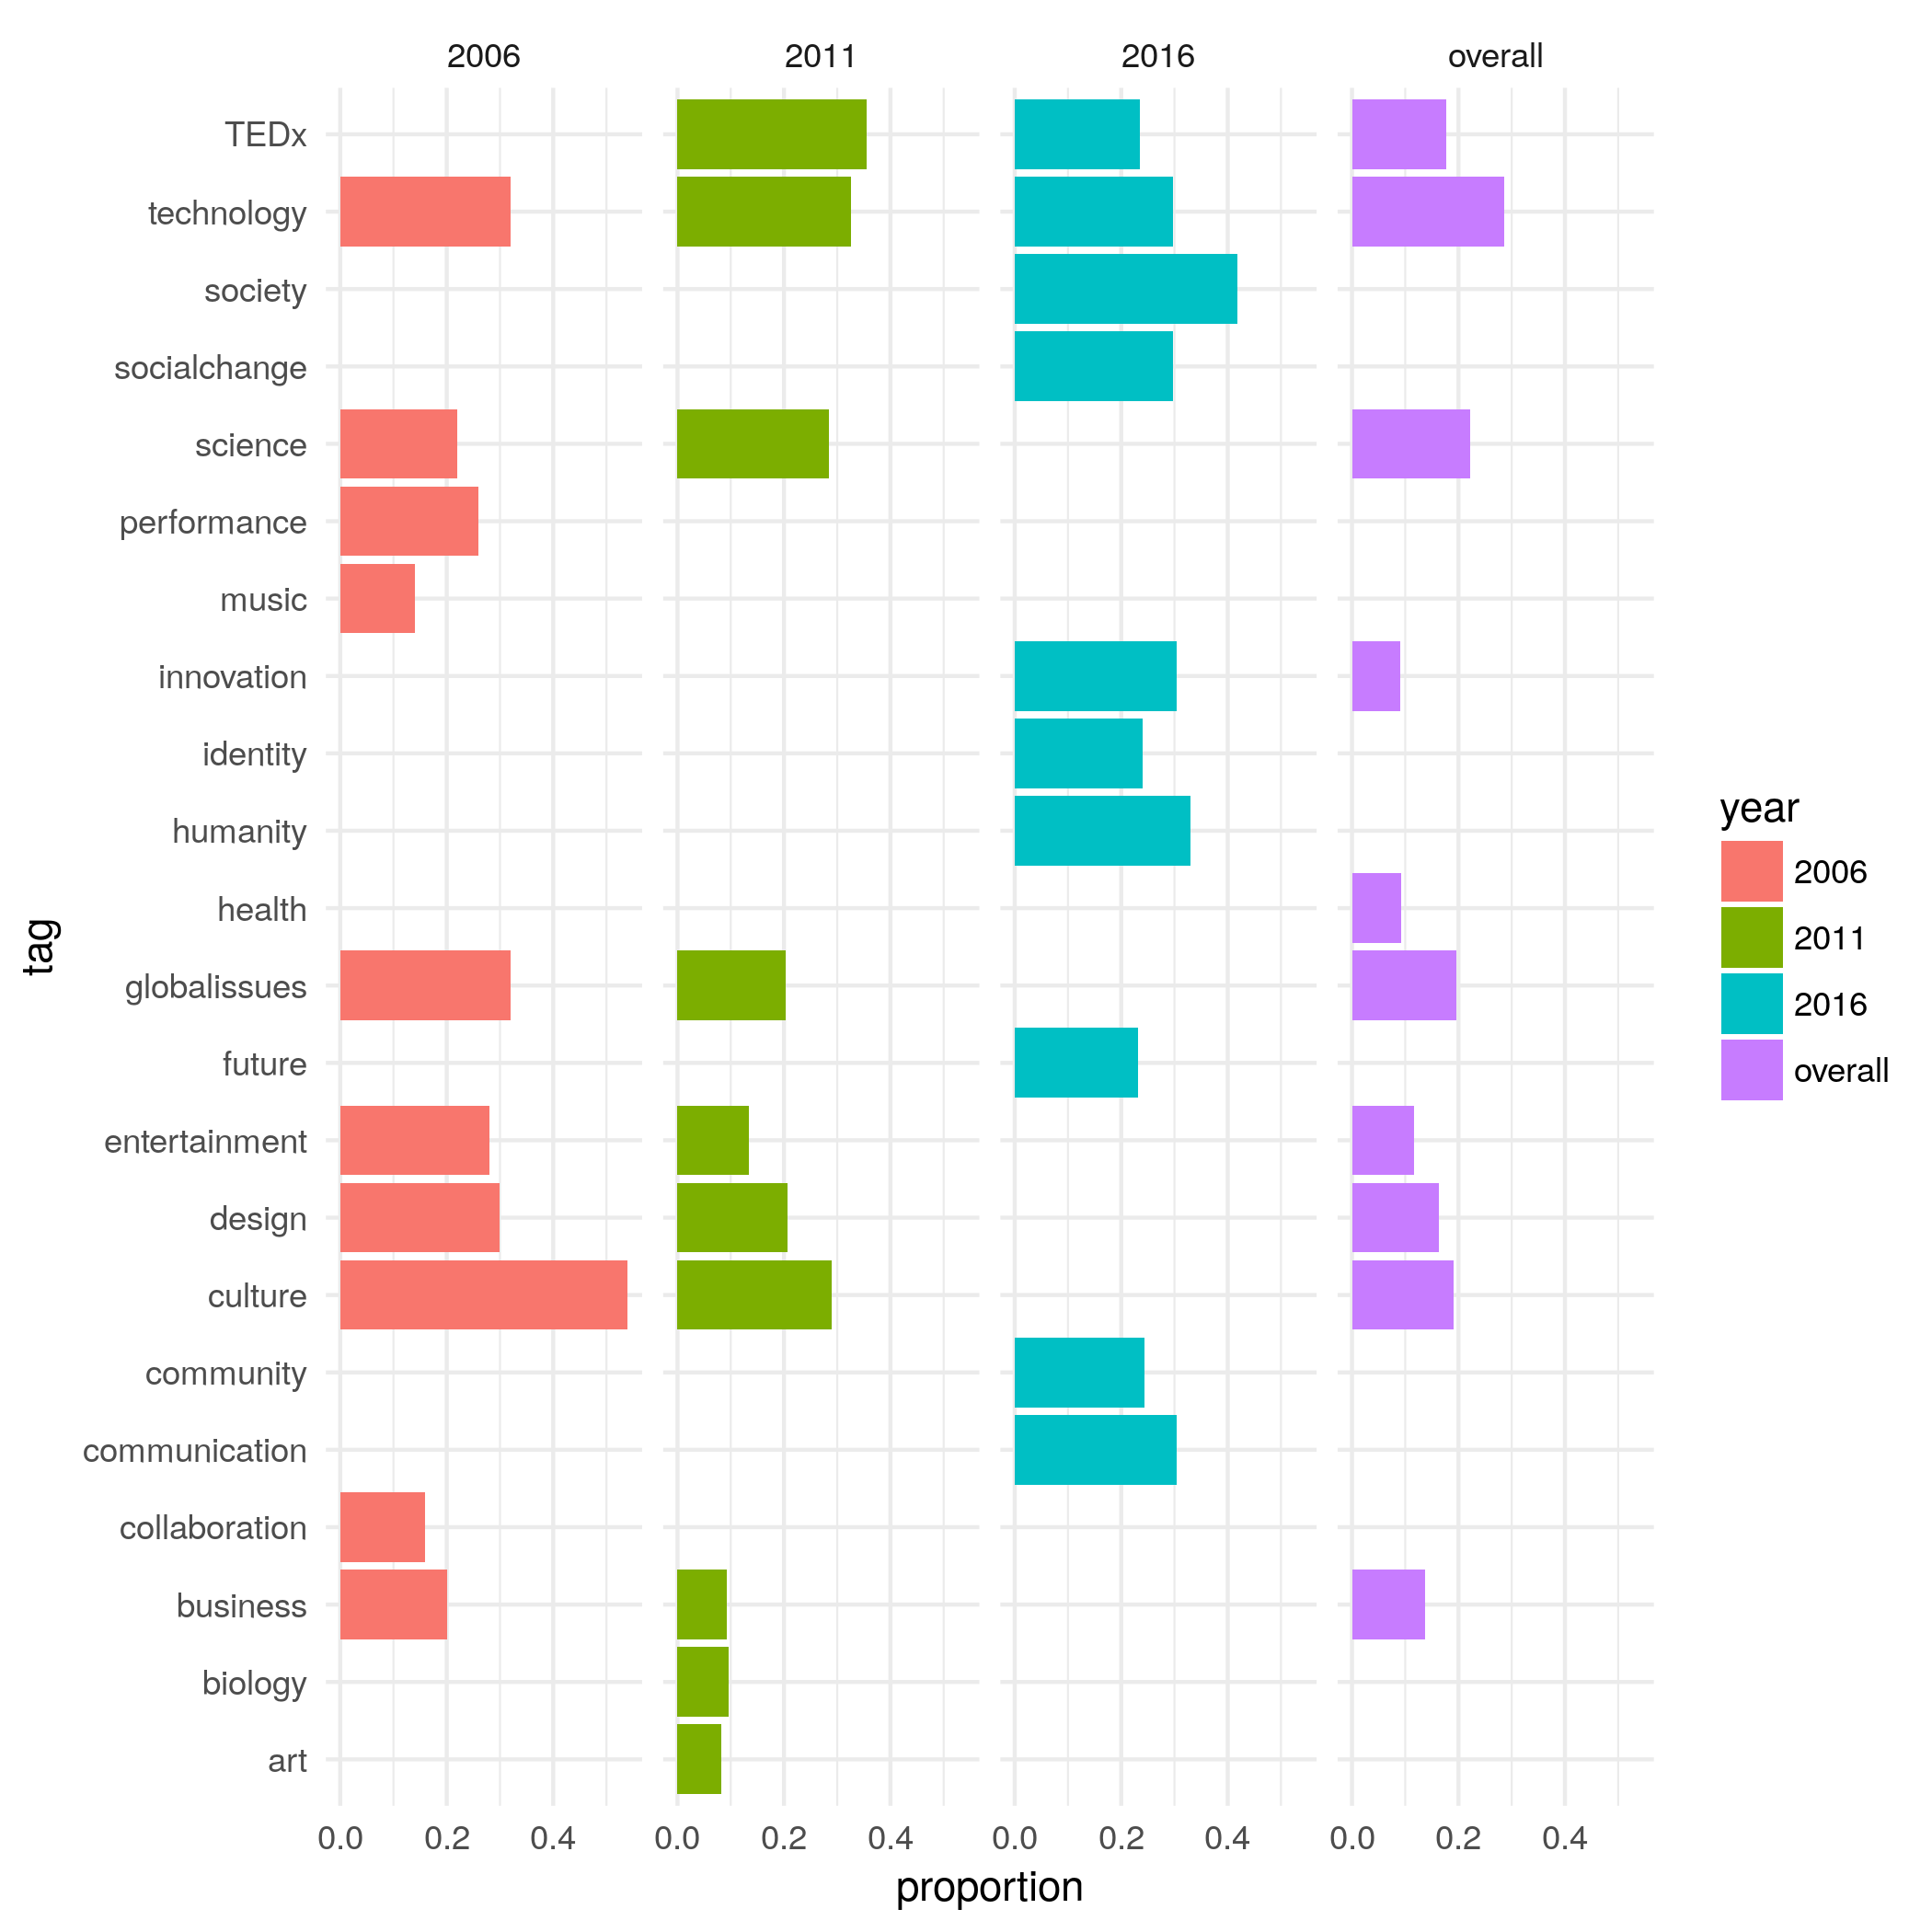 2006 2011 2016 overall
TEDx
technology
society
socialchange
science
performance
music
innovation
identity
humanity
health
globalissues
future
entertainment
design
culture
community
communication
collaboration
business
biology
art
tag
0.0 0.2 0.4 0.0 0.2 0.4 0.0 0.2 0.4 0.0 0.2 0.4
proportion
year
2006
2011
2016
overall